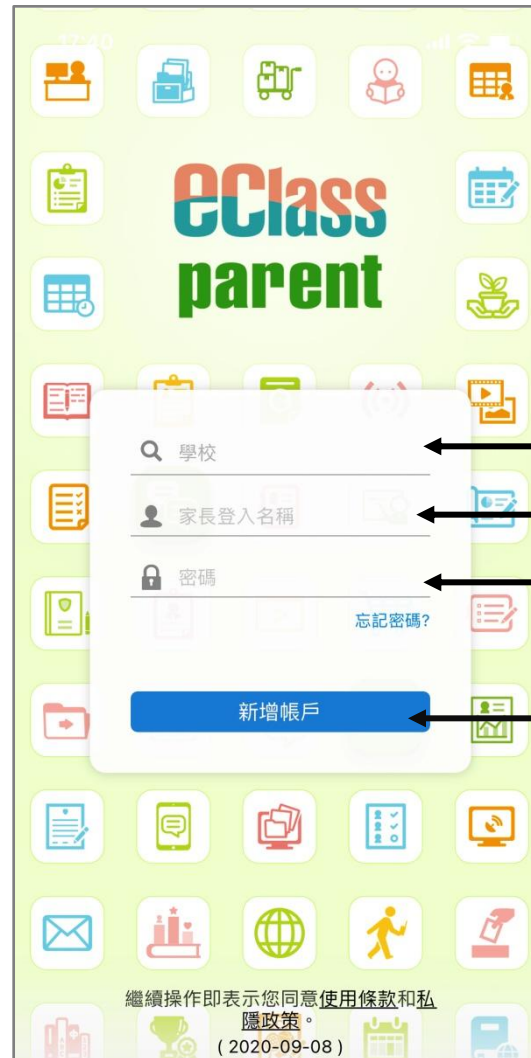 17:40
eClass
parent
學校
家長登入名稱
密碼
忘記密碼?
新增帳戶
繼續操作即表示您同意使用條款和私
隱政策。
( 2020-09-08 )